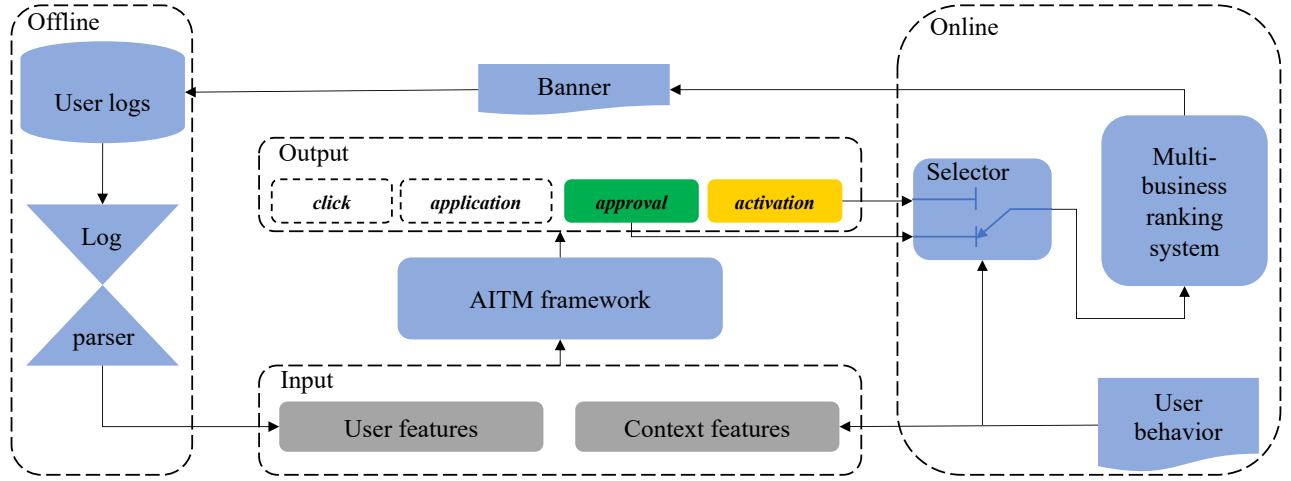 Offline
User logs
Log
parser
Banner
Output
click
application
approval
activation
AITM framework
Input
User features
Context features
Online
Selector
Multi-
business
ranking
system
User
behavior